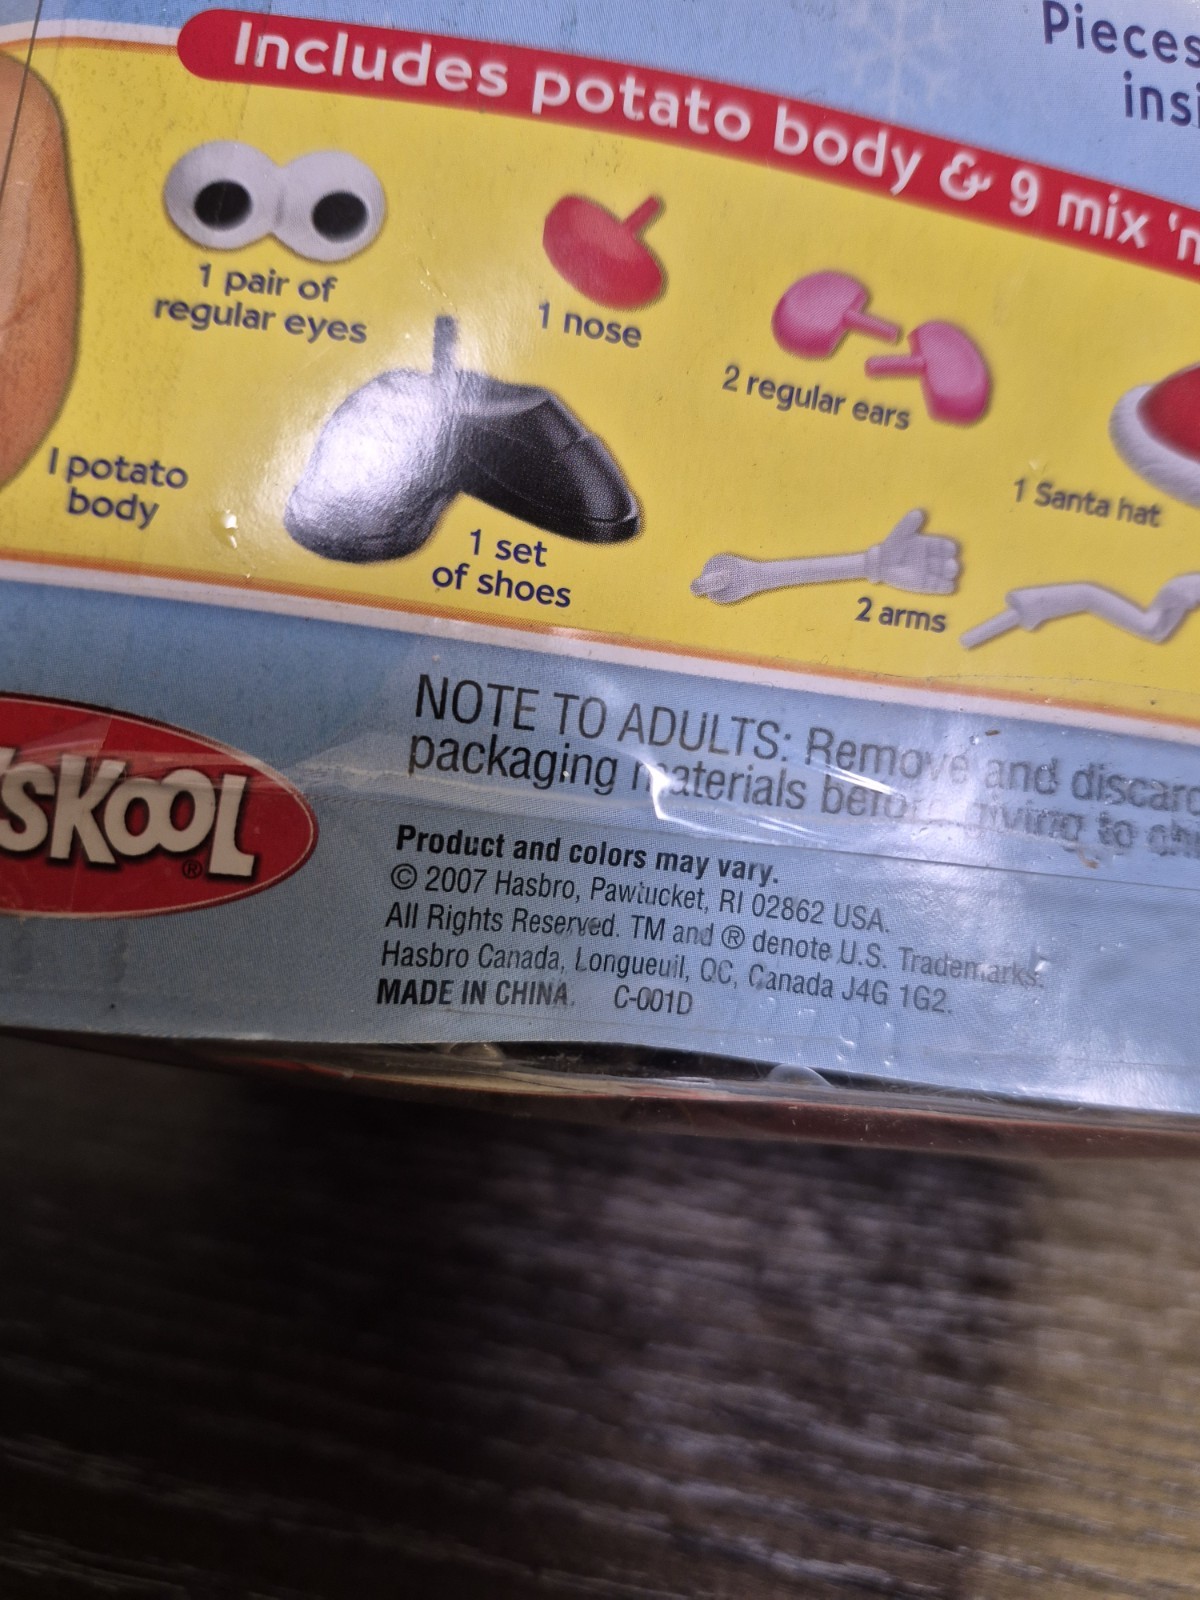 Pieces
Includes potato body & 9 mix 'n
1 pair of
regular eyes
1 nose
2 regular ears
1 potato
body
1 Santa hat
1 set
of shoes
2 arms
NOTE TO ADULTS: Remove and discard
packaging materials before giving to
SKOOL®
Product and colors may vary.
© 2007 Hasbro, Pawtucket, RI 02862 USA.
All Rights Reserved. TM and ® denote U.S. Trademarks.
Hasbro Canada, Longueuil, QC, Canada J4G 1G2.
MADE IN CHINA. C-001D